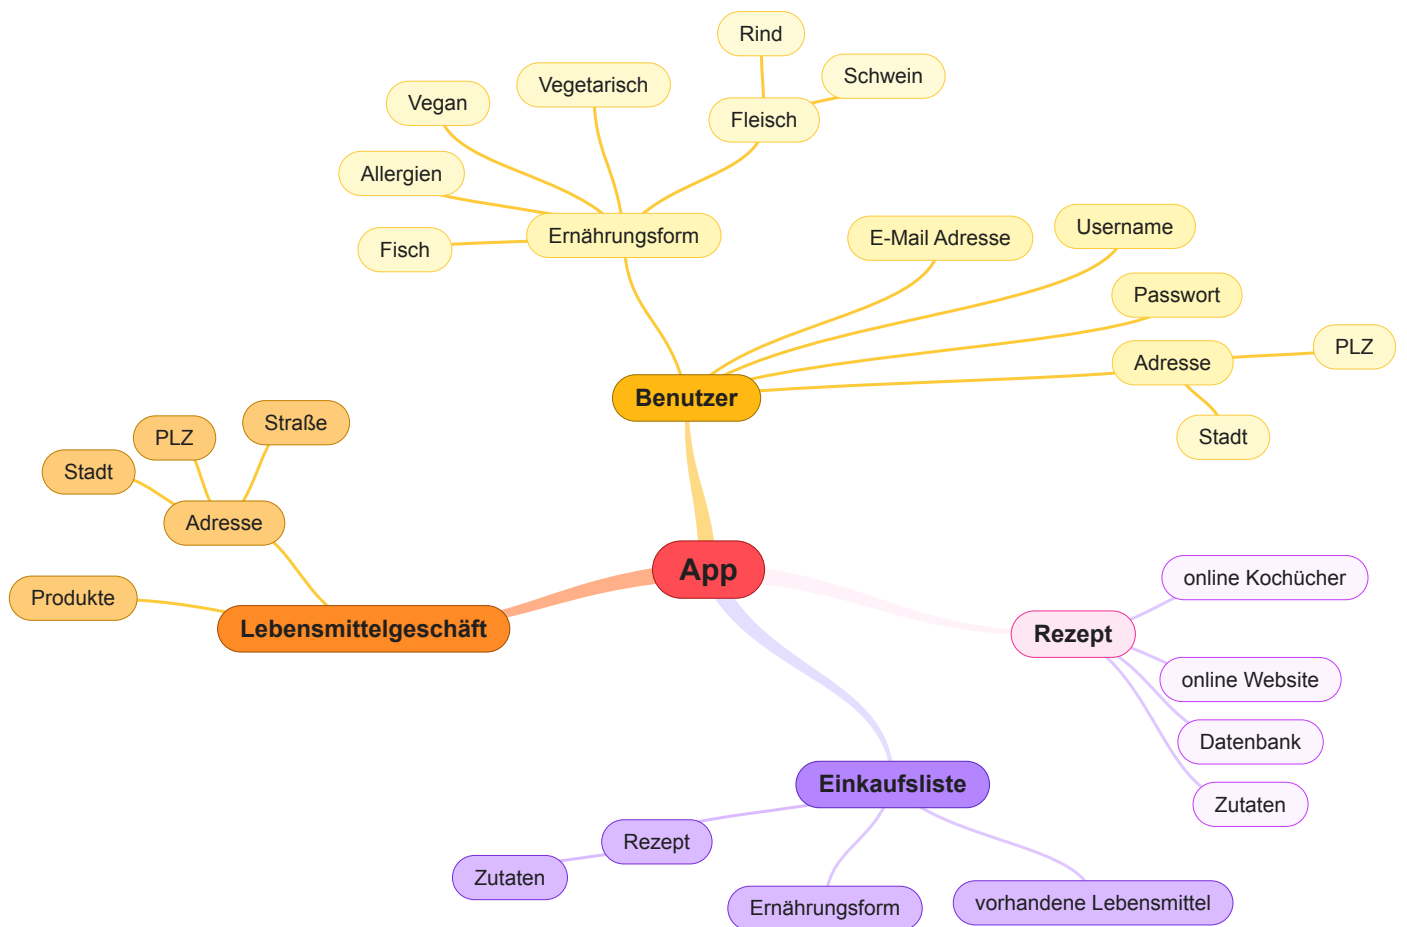 Rind
Schwein
Vegetarisch
Vegan
Fleisch
Allergien
Fisch
Ernährungsform
E-Mail Adresse
Username
Passwort
Adresse
PLZ
Stadt
Benutzer
Straße
PLZ
Stadt
Adresse
Produkte
Lebensmittelgeschäft
App
online Kochücher
Rezept
online Website
Datenbank
Zutaten
Einkaufsliste
Rezept
Zutaten
Ernährungsform
vorhandene Lebensmittel